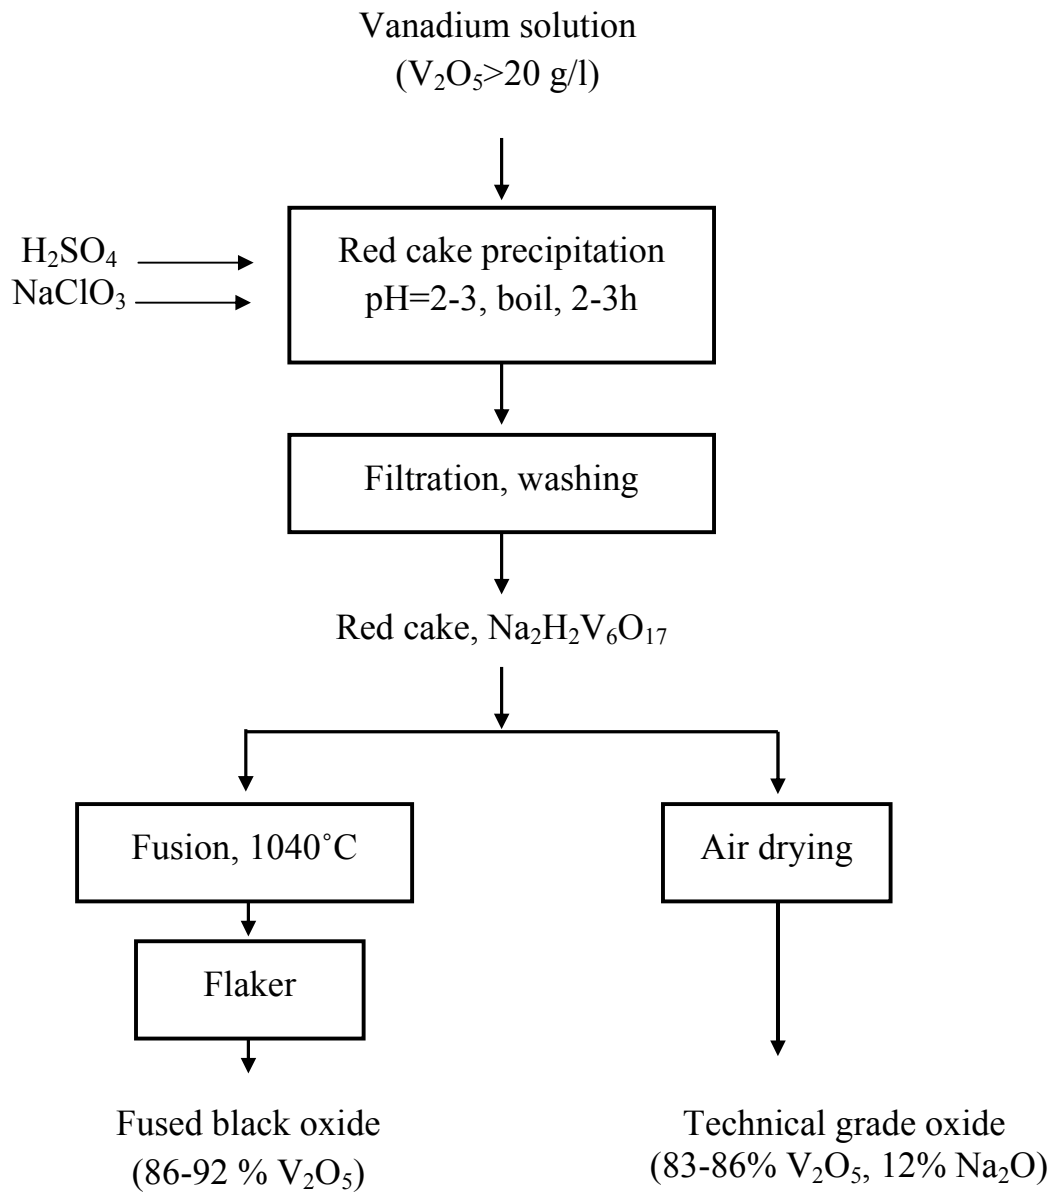 Vanadium solution
(V₂O₅>20 g/l)
H₂SO₄
NaClO₃
Red cake precipitation
pH=2-3, boil, 2-3h
Filtration, washing
Red cake, Na₂H₂V₆O₁₇
Fusion, 1040˚C
Air drying
Flaker
Fused black oxide
(86-92 % V₂O₅)
Technical grade oxide
(83-86% V₂O₅, 12% Na₂O)